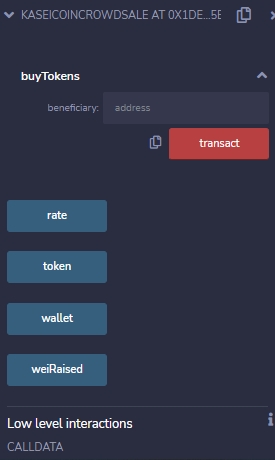 KASEICOINCROWDSALE AT 0X1DE...5E
buyTokens
beneficiary: address
transact
rate
token
wallet
weiRaised
Low level interactions
CALLDATA